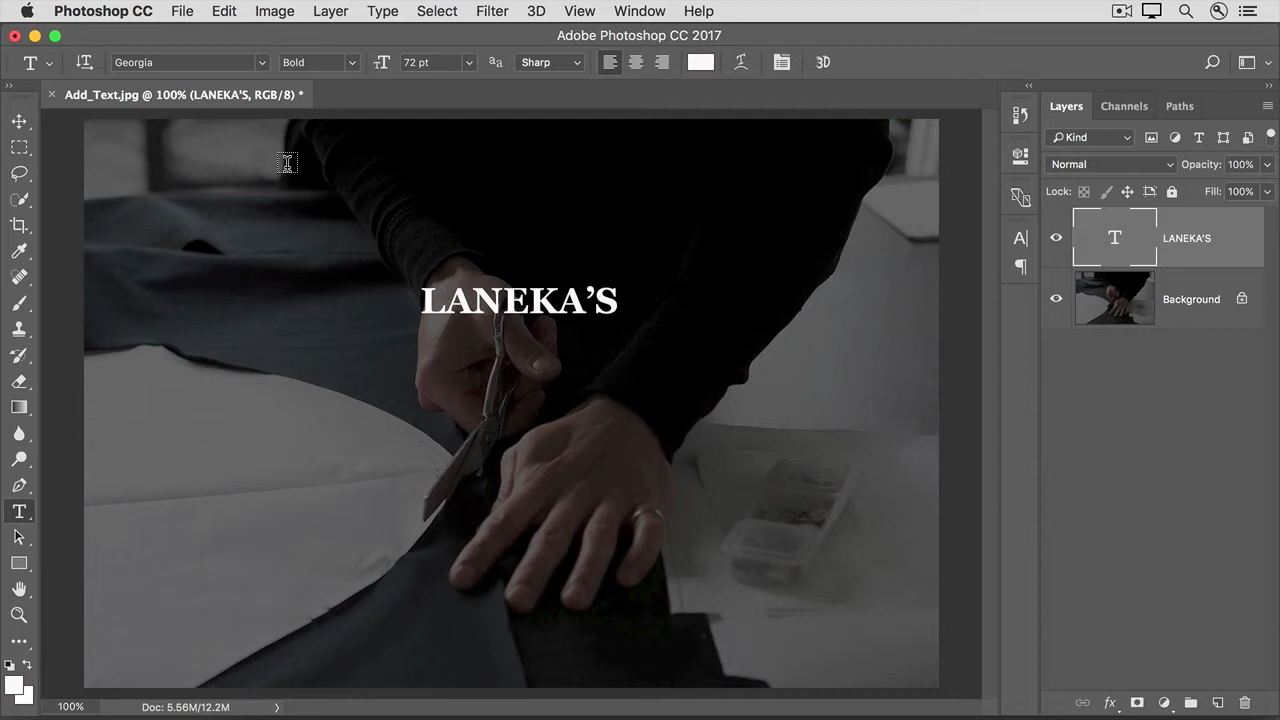 Photoshop CC File Edit Image Layer Type Select Filter 3D View Window Help
Adobe Photoshop CC 2017
Georgia Bold 72 pt Sharp 3D
Add_Text.jpg @ 100% (LANEKA'S, RGB/8) *
Layers Channels Paths
Kind
Normal Opacity: 100%
Lock: Fill: 100%
LANEKA'S
Background
LANEKA'S
100% Doc: 5.56M/12.2M